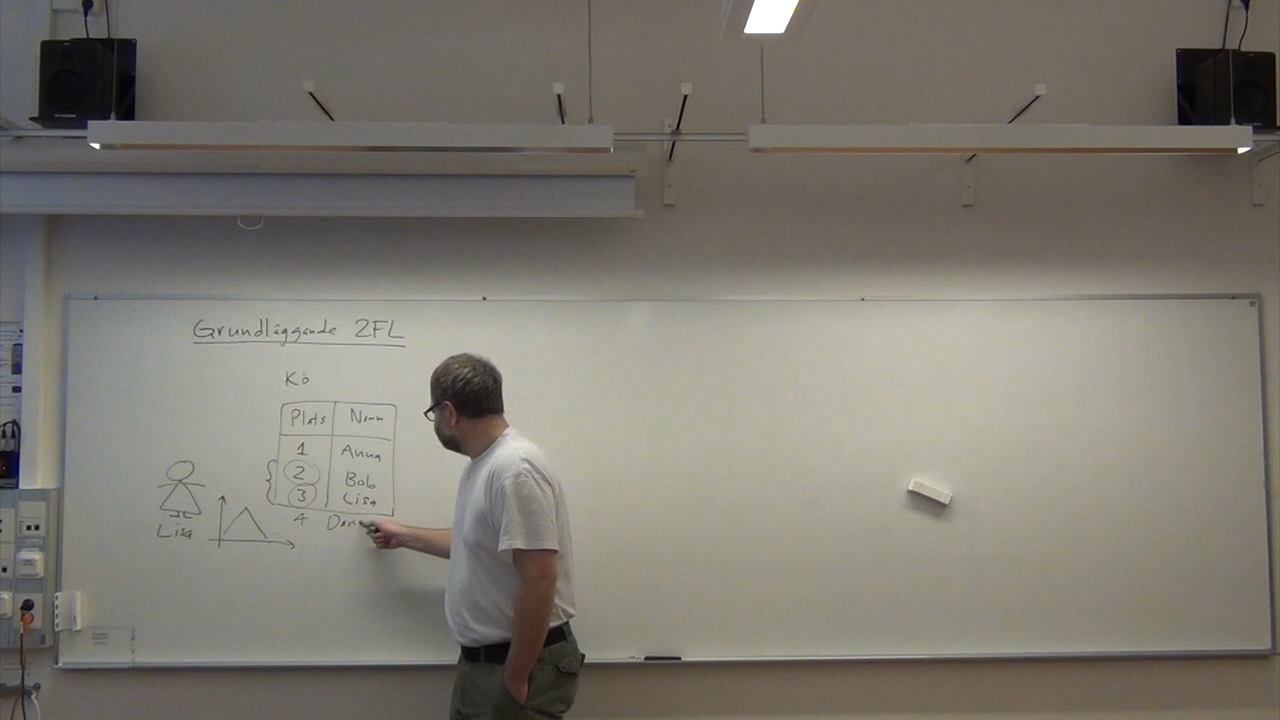 Grundläggande 2FL
Kö
Plats Namn
1 Anna
2 Bob
3 Lisa
4
Lisa